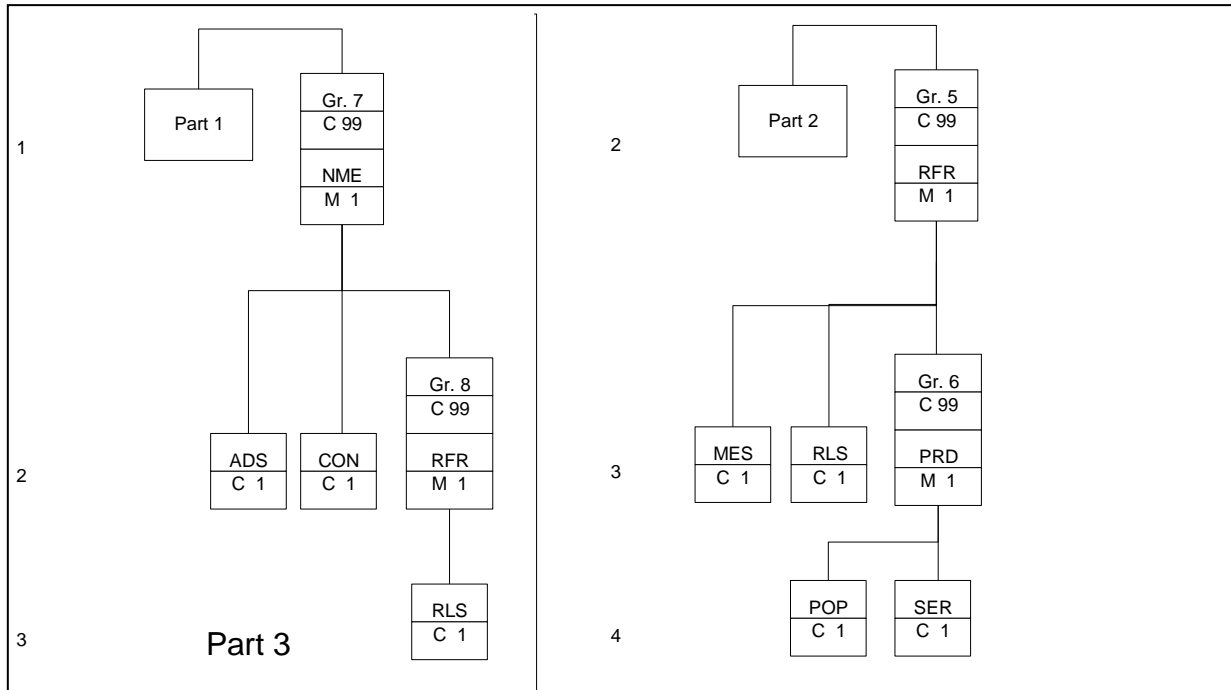 Part 1
Gr. 7
C 99
1
NME
M 1
Gr. 8
C 99
2
ADS
C 1
CON
C 1
RFR
M 1
RLS
C 1
3
Part 3
Part 2
Gr. 5
C 99
2
RFR
M 1
Gr. 6
C 99
3
MES
C 1
RLS
C 1
PRD
M 1
POP
C 1
SER
C 1
4